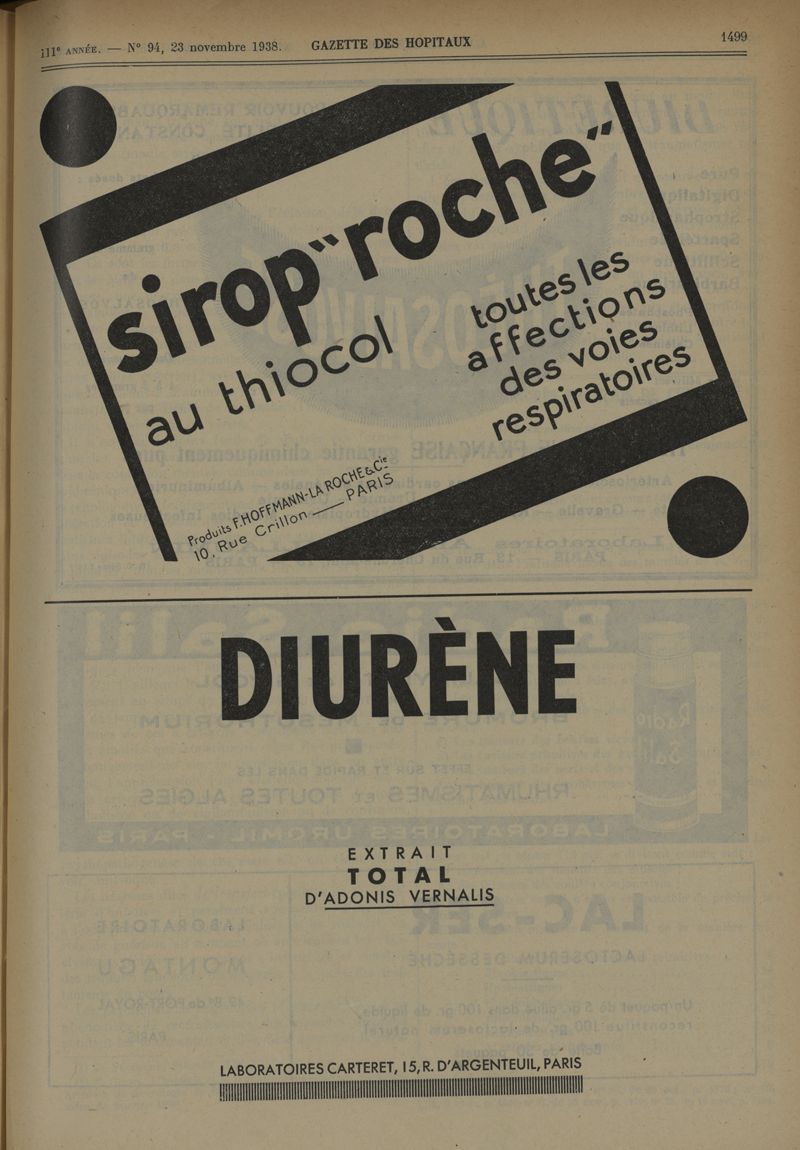 111e ANNÉE. — N° 94, 23 novembre 1938. GAZETTE DES HOPITAUX 1499
sirop "roche"
au thiocol
toutes les
affections
des voies
respiratoires
Produits F. HOFFMANN-LA ROCHE & Cie
10, Rue Crillon — PARIS
DIURÈNE
EXTRAIT
TOTAL
D'ADONIS VERNALIS
LABORATOIRES CARTERET, 15, R. D'ARGENTEUIL, PARIS